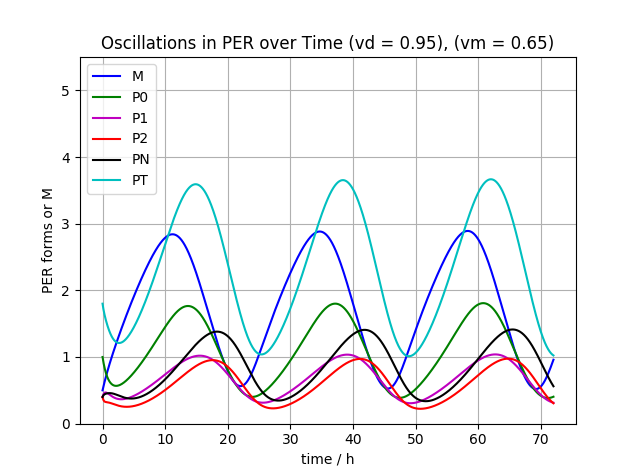 Oscillations in PER over Time (vd = 0.95), (vm = 0.65)
M
P0
P1
P2
PN
PT
PER forms or M
5
4
3
2
1
0
0 10 20 30 40 50 60 70
time / h